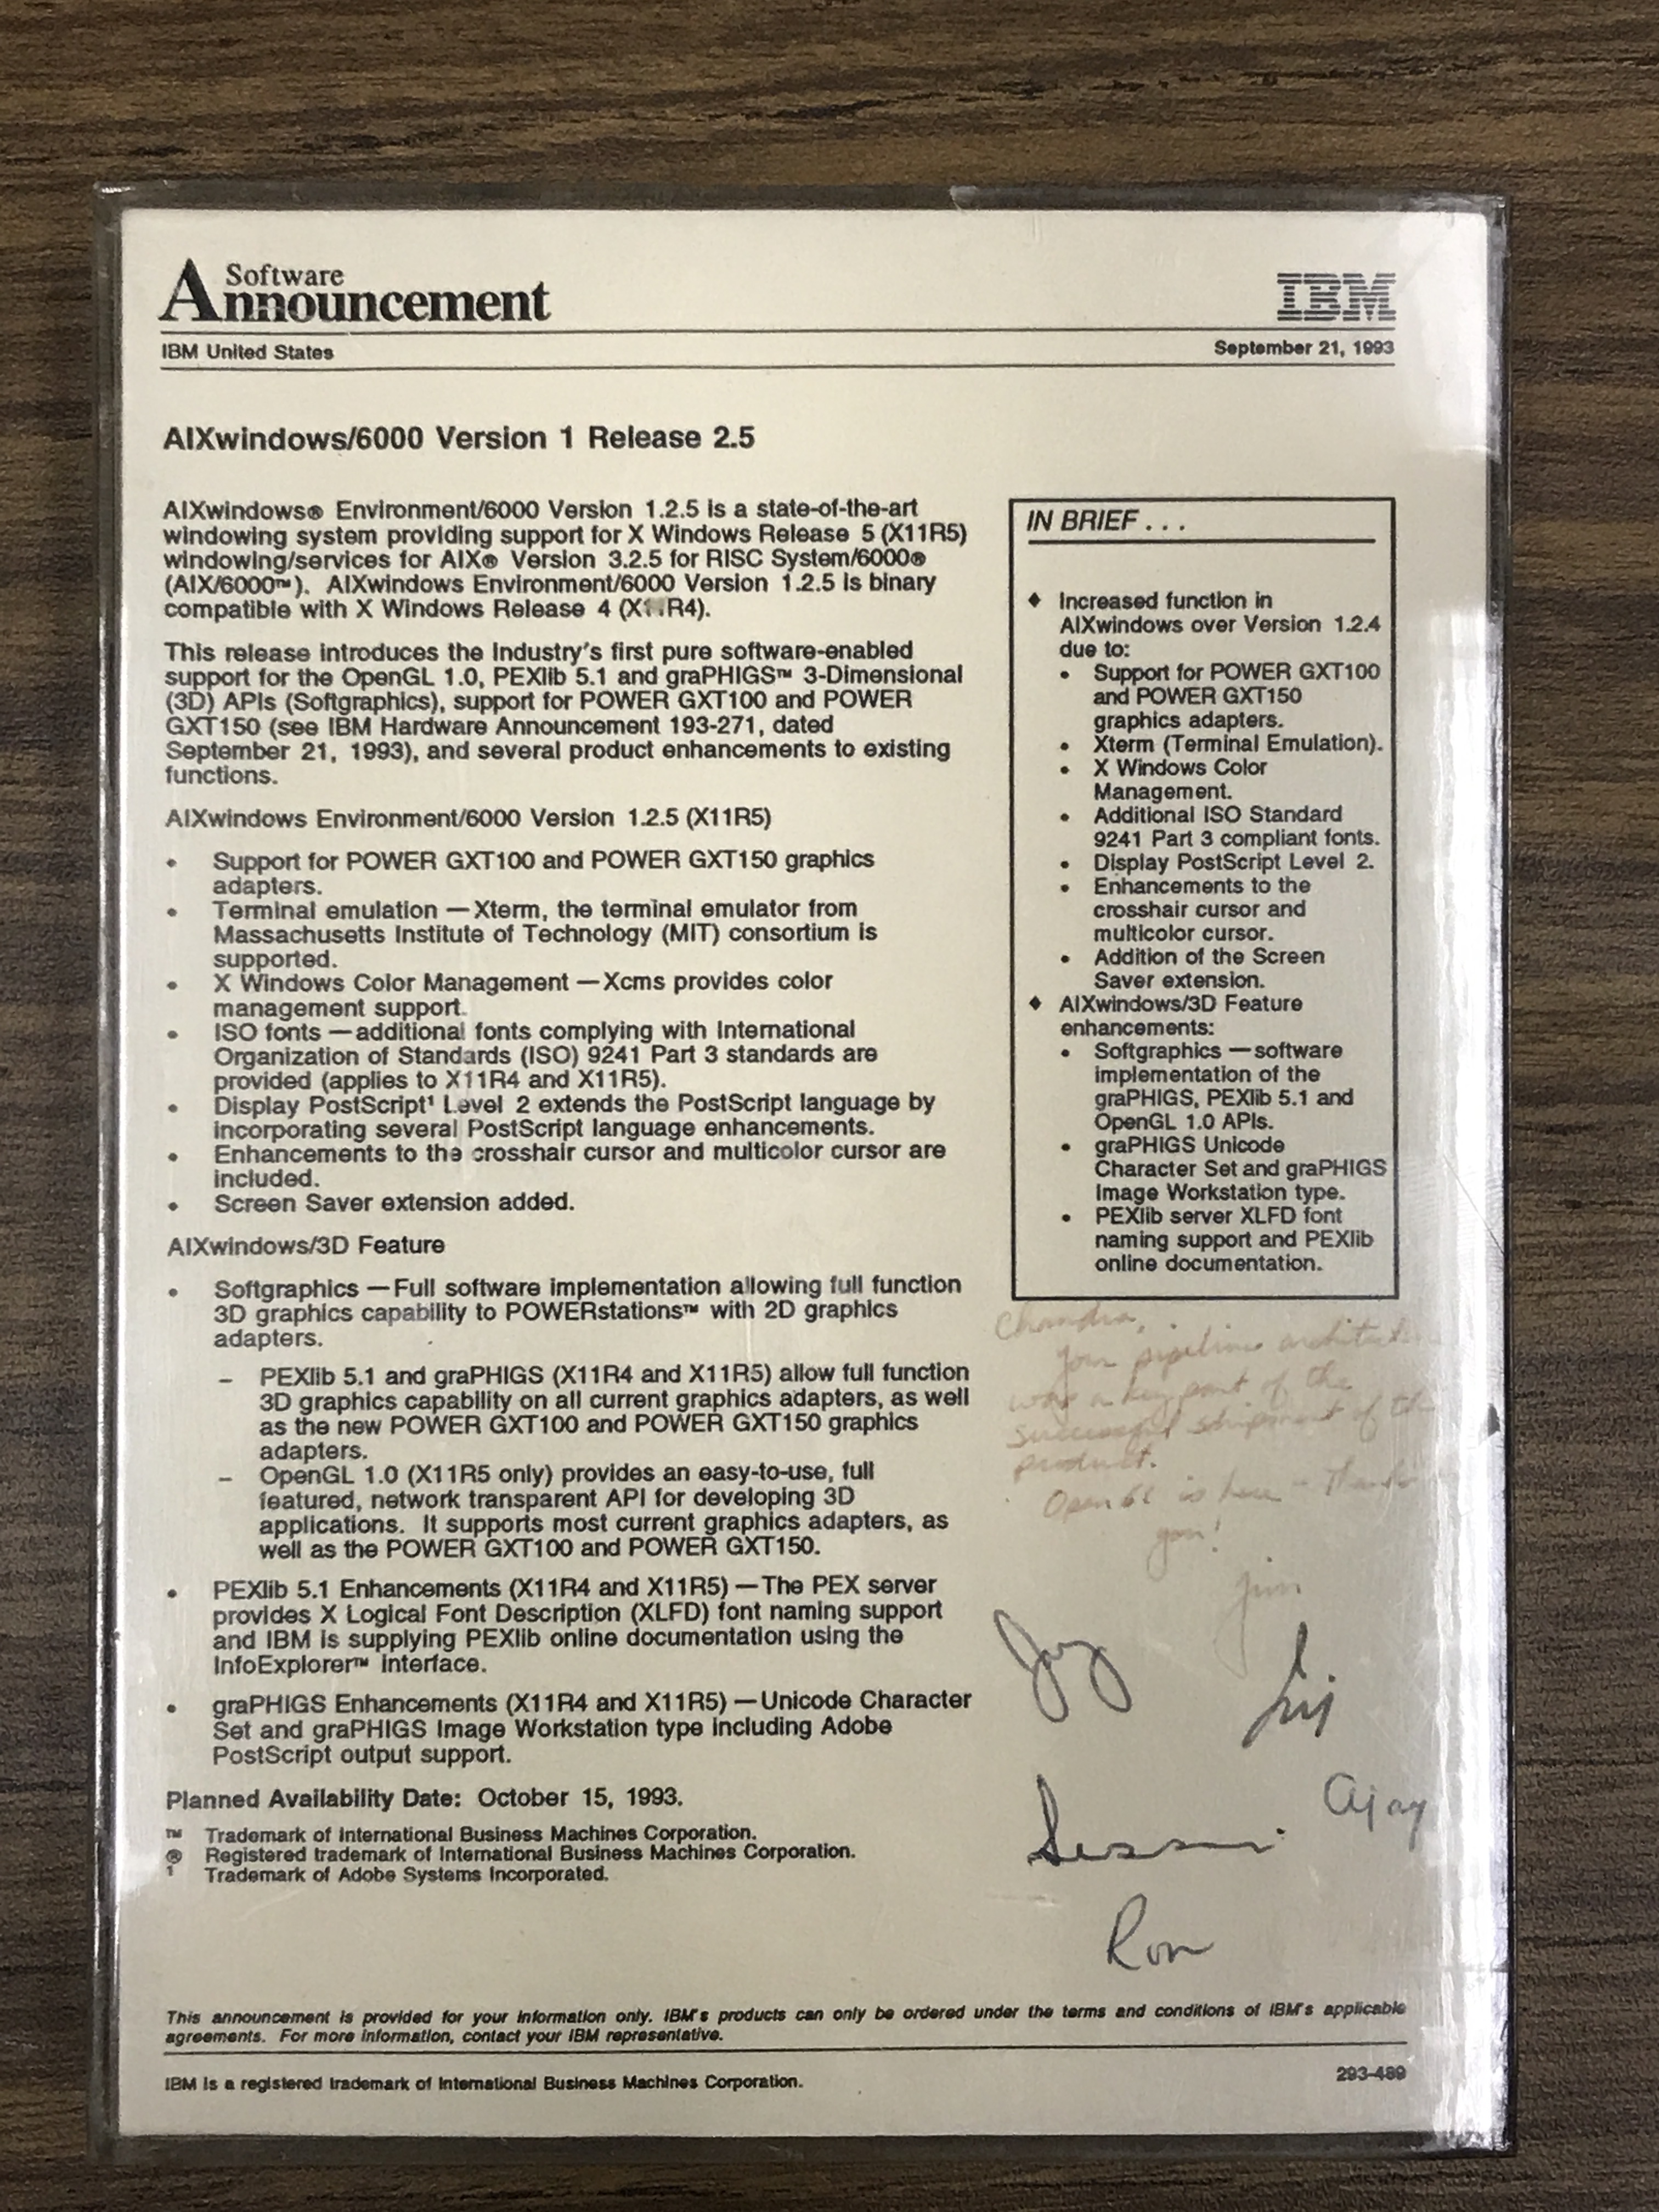 Software
Announcement
IBM
IBM United States
September 21, 1993
AIXwindows/6000 Version 1 Release 2.5
AIXwindows® Environment/6000 Version 1.2.5 is a state-of-the-art
windowing system providing support for X Windows Release 5 (X11R5)
windowing/services for AIX® Version 3.2.5 for RISC System/6000®
(AIX/6000™). AIXwindows Environment/6000 Version 1.2.5 is binary
compatible with X Windows Release 4 (X11R4).
This release introduces the industry's first pure software-enabled
support for the OpenGL 1.0, PEXlib 5.1 and graPHIGS™ 3-Dimensional
(3D) APIs (Softgraphics), support for POWER GXT100 and POWER
GXT150 (see IBM Hardware Announcement 193-271, dated
September 21, 1993), and several product enhancements to existing
functions.
AIXwindows Environment/6000 Version 1.2.5 (X11R5)
• Support for POWER GXT100 and POWER GXT150 graphics
adapters.
• Terminal emulation — Xterm, the terminal emulator from
Massachusetts Institute of Technology (MIT) consortium is
supported.
• X Windows Color Management — Xcms provides color
management support.
• ISO fonts — additional fonts complying with International
Organization of Standards (ISO) 9241 Part 3 standards are
provided (applies to X11R4 and X11R5).
• Display PostScript¹ Level 2 extends the PostScript language by
incorporating several PostScript language enhancements.
• Enhancements to the crosshair cursor and multicolor cursor are
included.
• Screen Saver extension added.
AIXwindows/3D Feature
• Softgraphics — Full software implementation allowing full function
3D graphics capability to POWERstations™ with 2D graphics
adapters.
– PEXlib 5.1 and graPHIGS (X11R4 and X11R5) allow full function
3D graphics capability on all current graphics adapters, as well
as the new POWER GXT100 and POWER GXT150 graphics
adapters.
– OpenGL 1.0 (X11R5 only) provides an easy-to-use, full
featured, network transparent API for developing 3D
applications. It supports most current graphics adapters, as
well as the POWER GXT100 and POWER GXT150.
• PEXlib 5.1 Enhancements (X11R4 and X11R5) — The PEX server
provides X Logical Font Description (XLFD) font naming support
and IBM is supplying PEXlib online documentation using the
InfoExplorer™ interface.
• graPHIGS Enhancements (X11R4 and X11R5) — Unicode Character
Set and graPHIGS Image Workstation type including Adobe
PostScript output support.
Planned Availability Date: October 15, 1993.
™ Trademark of International Business Machines Corporation.
® Registered trademark of International Business Machines Corporation.
¹ Trademark of Adobe Systems Incorporated.
IN BRIEF . . .
♦ Increased function in
AIXwindows over Version 1.2.4
due to:
• Support for POWER GXT100
and POWER GXT150
graphics adapters.
• Xterm (Terminal Emulation).
• X Windows Color
Management.
• Additional ISO Standard
9241 Part 3 compliant fonts.
• Display PostScript Level 2.
• Enhancements to the
crosshair cursor and
multicolor cursor.
• Addition of the Screen
Saver extension.
♦ AIXwindows/3D Feature
enhancements:
• Softgraphics — software
implementation of the
graPHIGS, PEXlib 5.1 and
OpenGL 1.0 APIs.
• graPHIGS Unicode
Character Set and graPHIGS
Image Workstation type.
• PEXlib server XLFD font
naming support and PEXlib
online documentation.
Chandra,
Your pipeline
was a key part of the
successful shipment of the
product.
OpenGL is here - Thank
you!
Jim
Ajay
Ron
This announcement is provided for your information only. IBM's products can only be ordered under the terms and conditions of IBM's applicable
agreements. For more information, contact your IBM representative.
IBM is a registered trademark of International Business Machines Corporation.
293-489